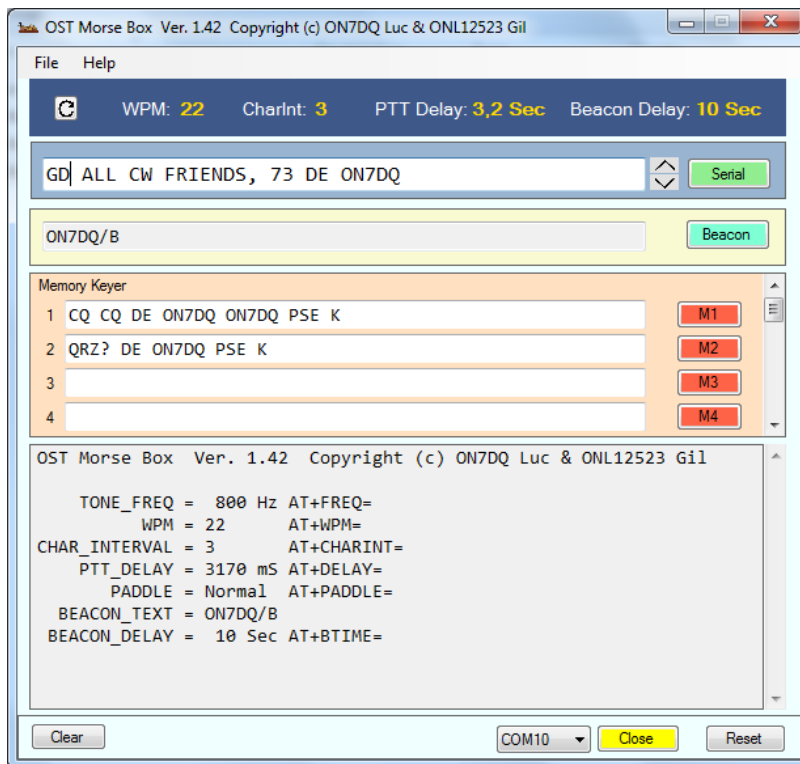 OST Morse Box  Ver. 1.42  Copyright (c) ON7DQ Luc & ONL12523 Gil
File Help
WPM: 22 CharInt: 3 PTT Delay: 3,2 Sec Beacon Delay: 10 Sec
GD ALL CW FRIENDS, 73 DE ON7DQ Serial
ON7DQ/B Beacon
Memory Keyer
1 CQ CQ DE ON7DQ ON7DQ PSE K M1
2 QRZ? DE ON7DQ PSE K M2
3 M3
4 M4
OST Morse Box  Ver. 1.42  Copyright (c) ON7DQ Luc & ONL12523 Gil
TONE_FREQ =  800 Hz AT+FREQ=
WPM = 22 AT+WPM=
CHAR_INTERVAL = 3 AT+CHARINT=
PTT_DELAY = 3170 mS AT+DELAY=
PADDLE = Normal  AT+PADDLE=
BEACON_TEXT = ON7DQ/B
BEACON_DELAY =  10 Sec AT+BTIME=
Clear COM10 Close Reset